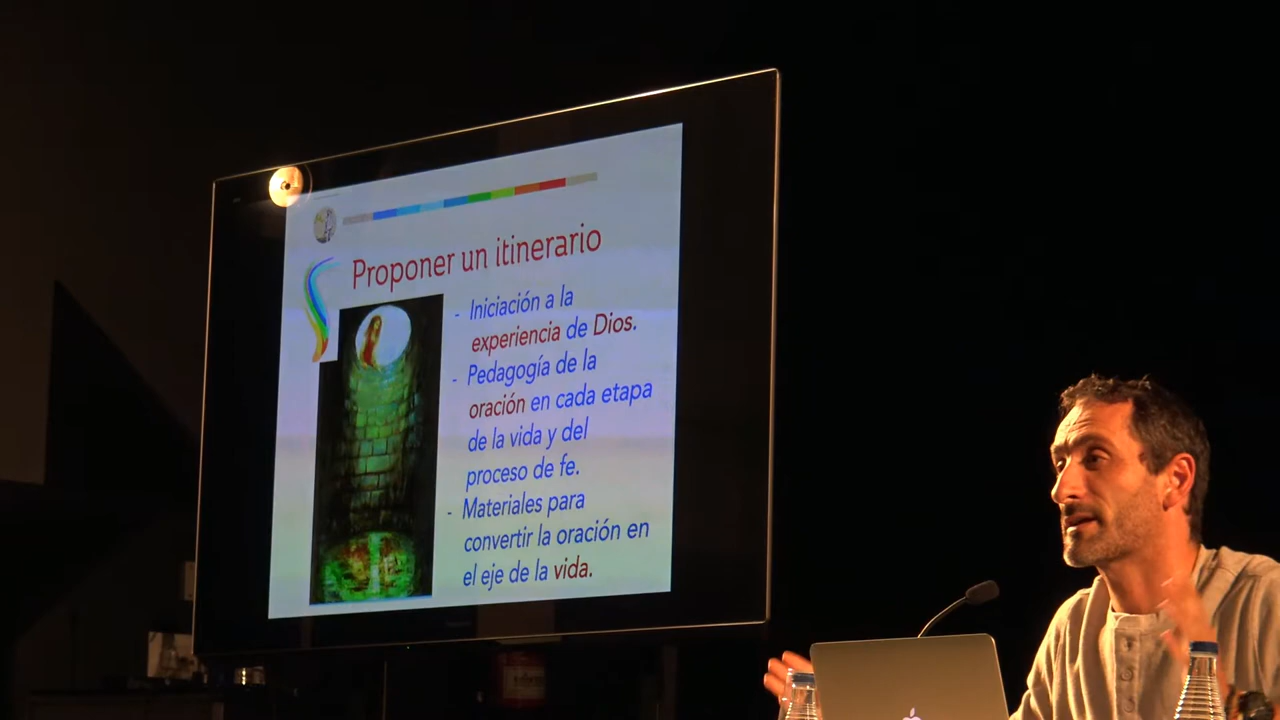 Proponer un itinerario
- Iniciación a la
experiencia de Dios.
- Pedagogía de la
oración en cada etapa
de la vida y del
proceso de fe.
- Materiales para
convertir la oración en
el eje de la vida.